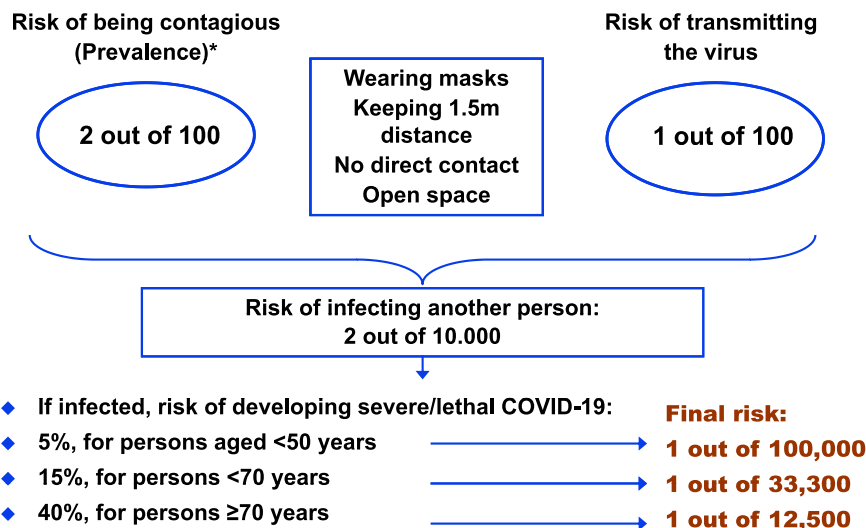 Risk of being contagious
(Prevalence)*
2 out of 100
Wearing masks
Keeping 1.5m
distance
No direct contact
Open space
Risk of transmitting
the virus
1 out of 100
Risk of infecting another person:
2 out of 10.000
If infected, risk of developing severe/lethal COVID-19:
Final risk:
5%, for persons aged <50 years
1 out of 100,000
15%, for persons <70 years
1 out of 33,300
40%, for persons ≥70 years
1 out of 12,500